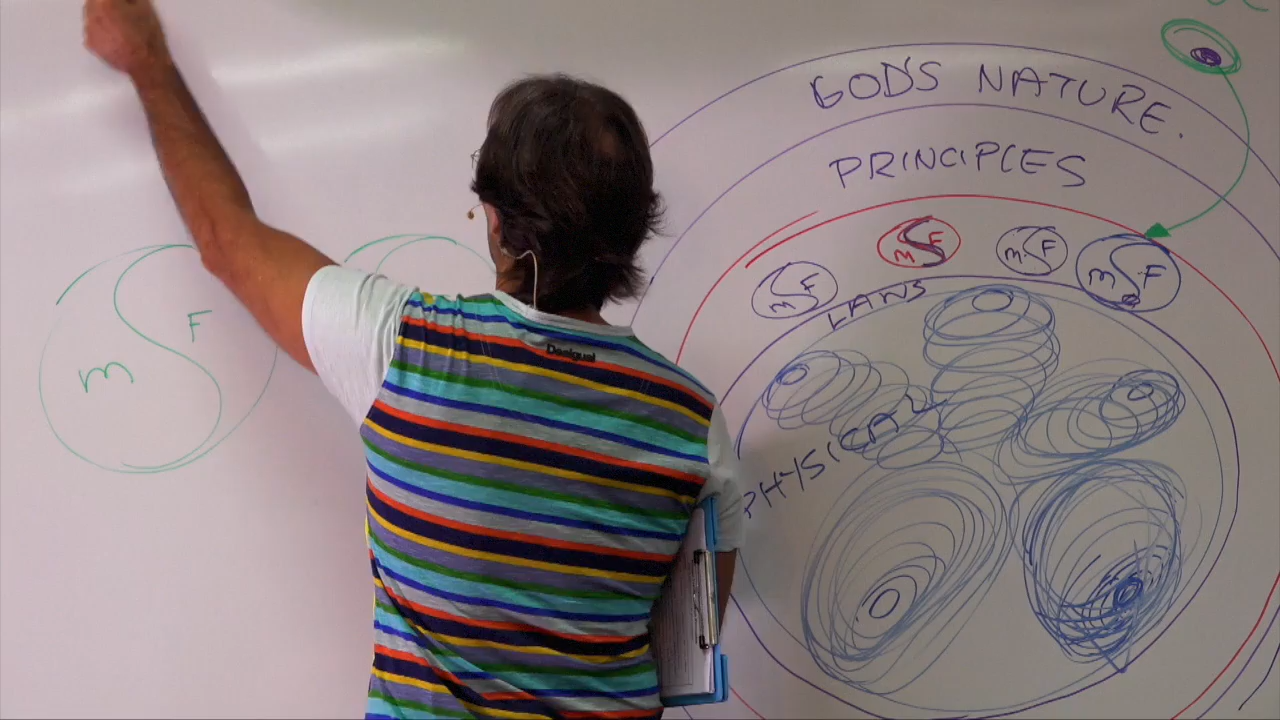 GOD'S NATURE.
PRINCIPLES
m F
m F
m F
m F
LAWS
PHYSICAL
m F
Desigual